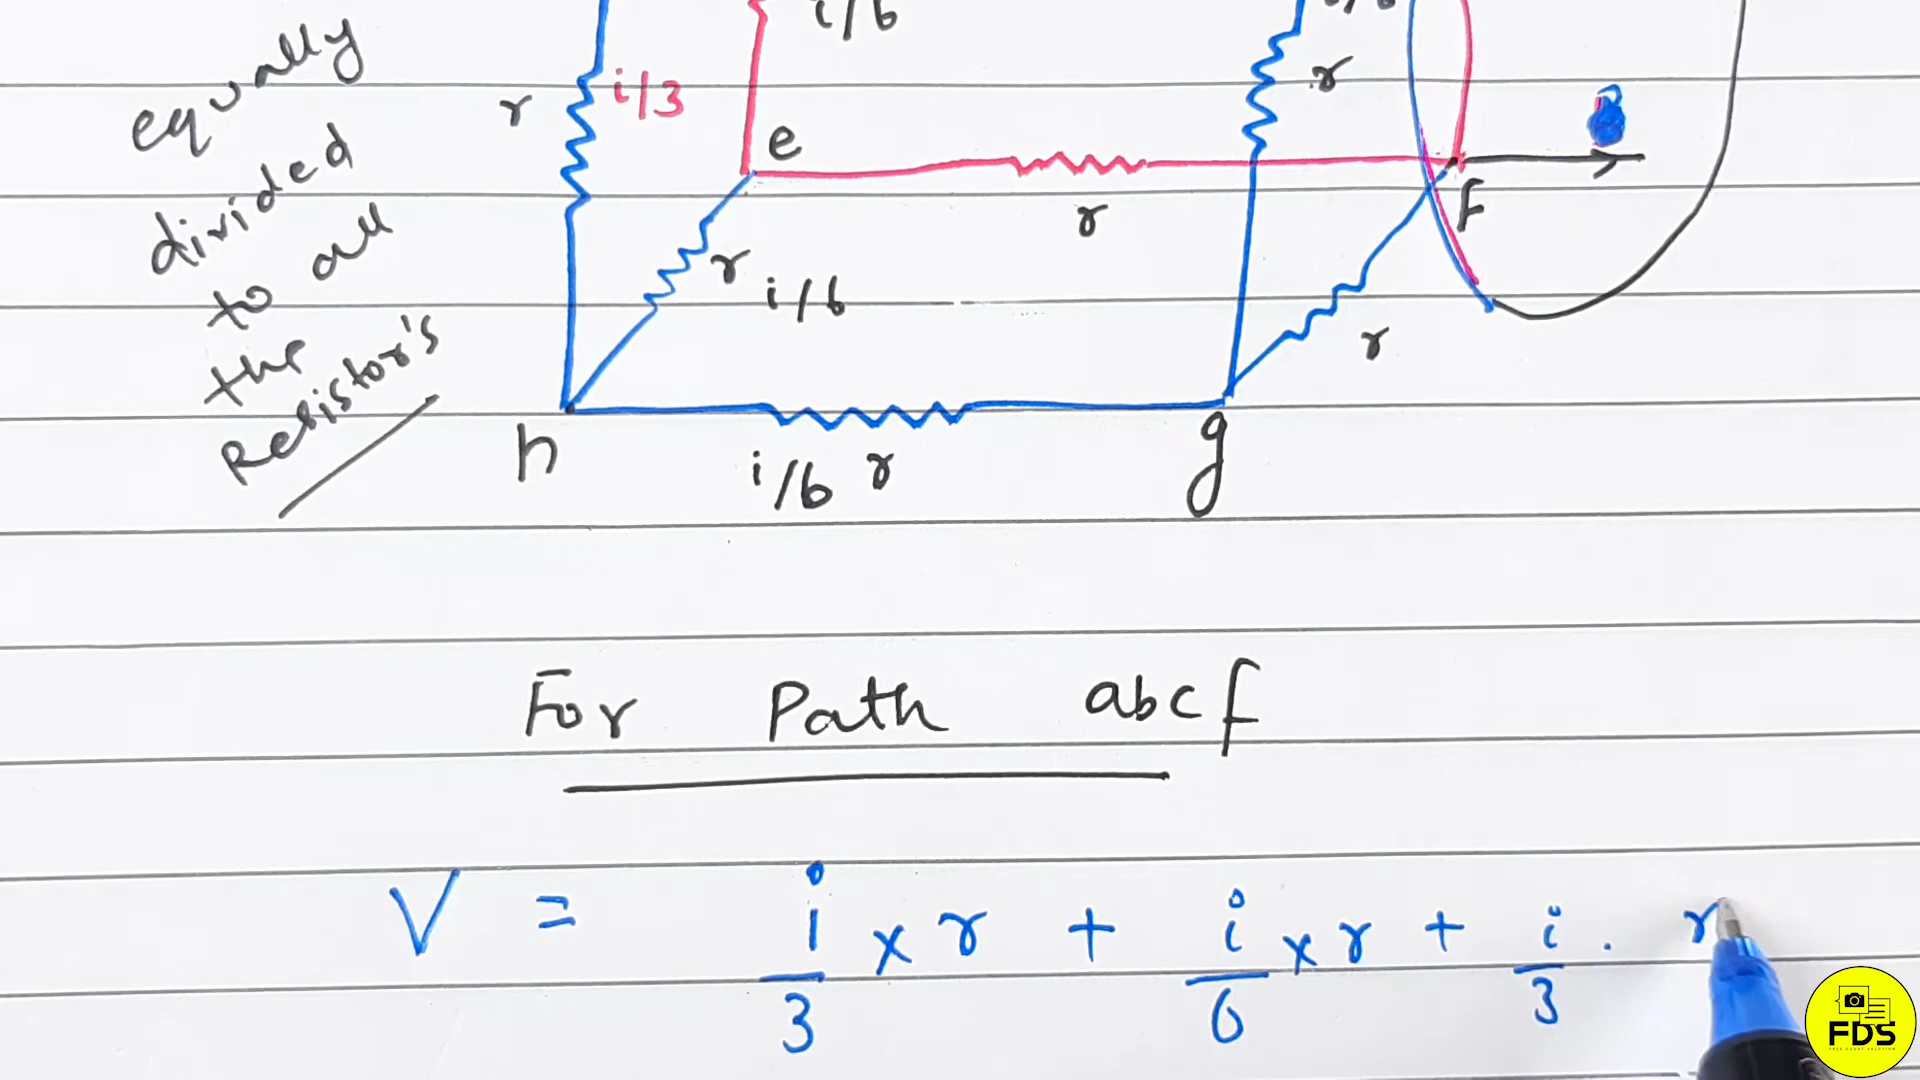 equally
divided
to all
the
Resistor's
i/6
r
i/3
r
e
r
f
r
i/6
r
h
g
i/6 r
For Path abcf
V = i/3 × r + i/6 × r + i/3 . r
FDS